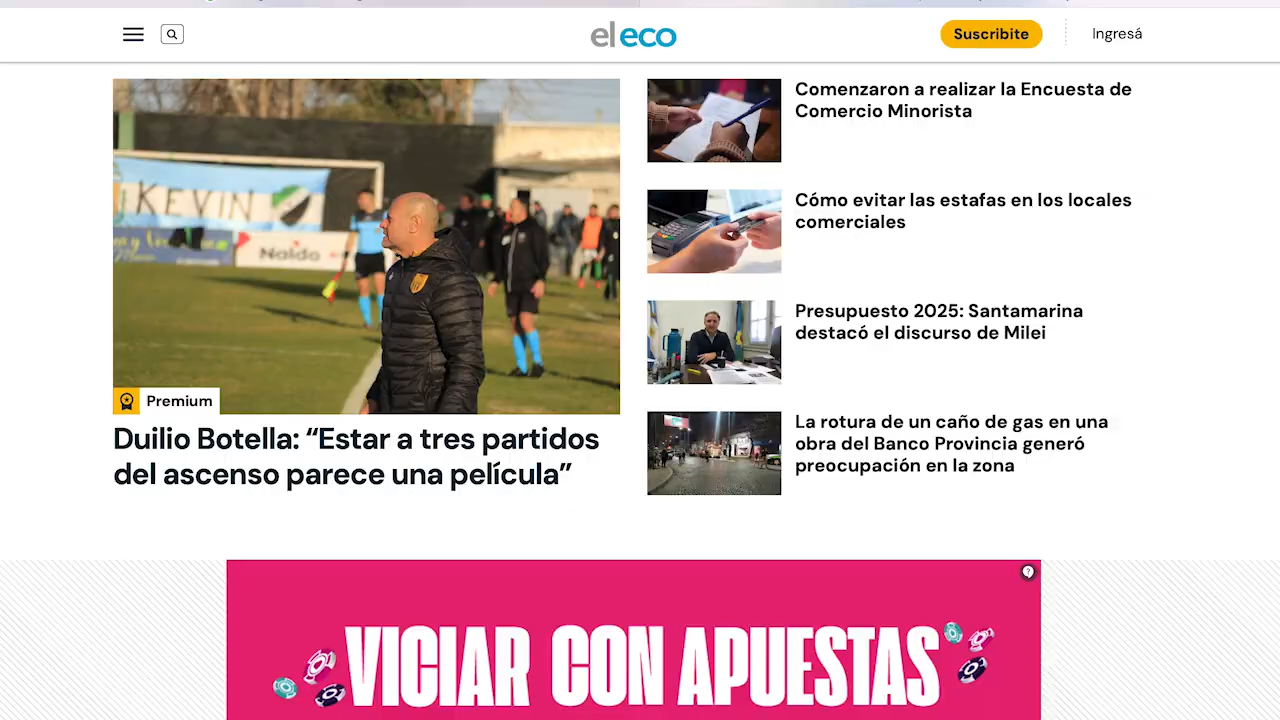 el eco
Suscribite
Ingresá
KEVIN
Naldo
Premium
Duilio Botella: “Estar a tres partidos
del ascenso parece una película”
Comenzaron a realizar la Encuesta de
Comercio Minorista
Cómo evitar las estafas en los locales
comerciales
Presupuesto 2025: Santamarina
destacó el discurso de Milei
La rotura de un caño de gas en una
obra del Banco Provincia generó
preocupación en la zona
?
VICIAR CON APUESTAS